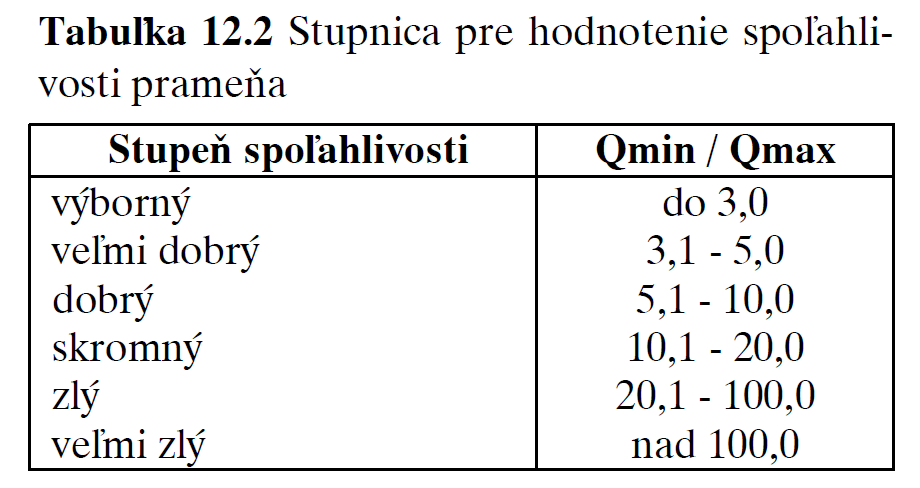 Tabuľka 12.2 Stupnica pre hodnotenie spoľahli-
vosti prameňa
Stupeň spoľahlivosti Qmin / Qmax
výborný do 3,0
veľmi dobrý 3,1 - 5,0
dobrý 5,1 - 10,0
skromný 10,1 - 20,0
zlý 20,1 - 100,0
veľmi zlý nad 100,0